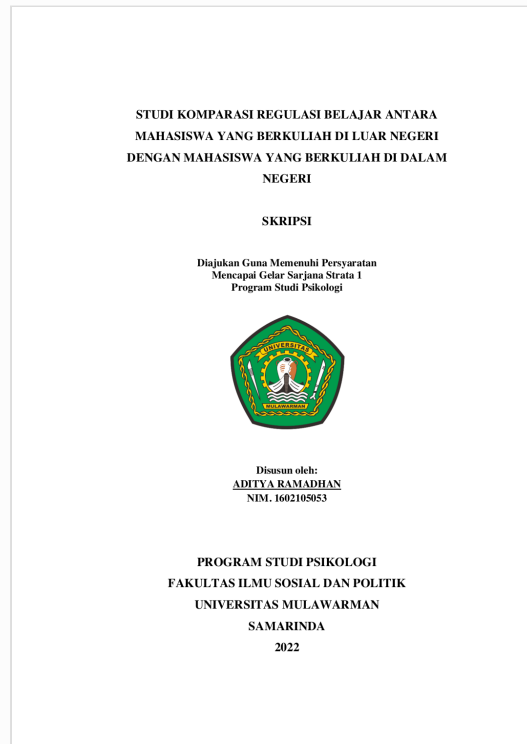 STUDI KOMPARASI REGULASI BELAJAR ANTARA
MAHASISWA YANG BERKULIAH DI LUAR NEGERI
DENGAN MAHASISWA YANG BERKULIAH DI DALAM
NEGERI
SKRIPSI
Diajukan Guna Memenuhi Persyaratan
Mencapai Gelar Sarjana Strata 1
Program Studi Psikologi
UNIVERSITAS
MULAWARMAN
Disusun oleh:
ADITYA RAMADHAN
NIM. 1602105053
PROGRAM STUDI PSIKOLOGI
FAKULTAS ILMU SOSIAL DAN POLITIK
UNIVERSITAS MULAWARMAN
SAMARINDA
2022